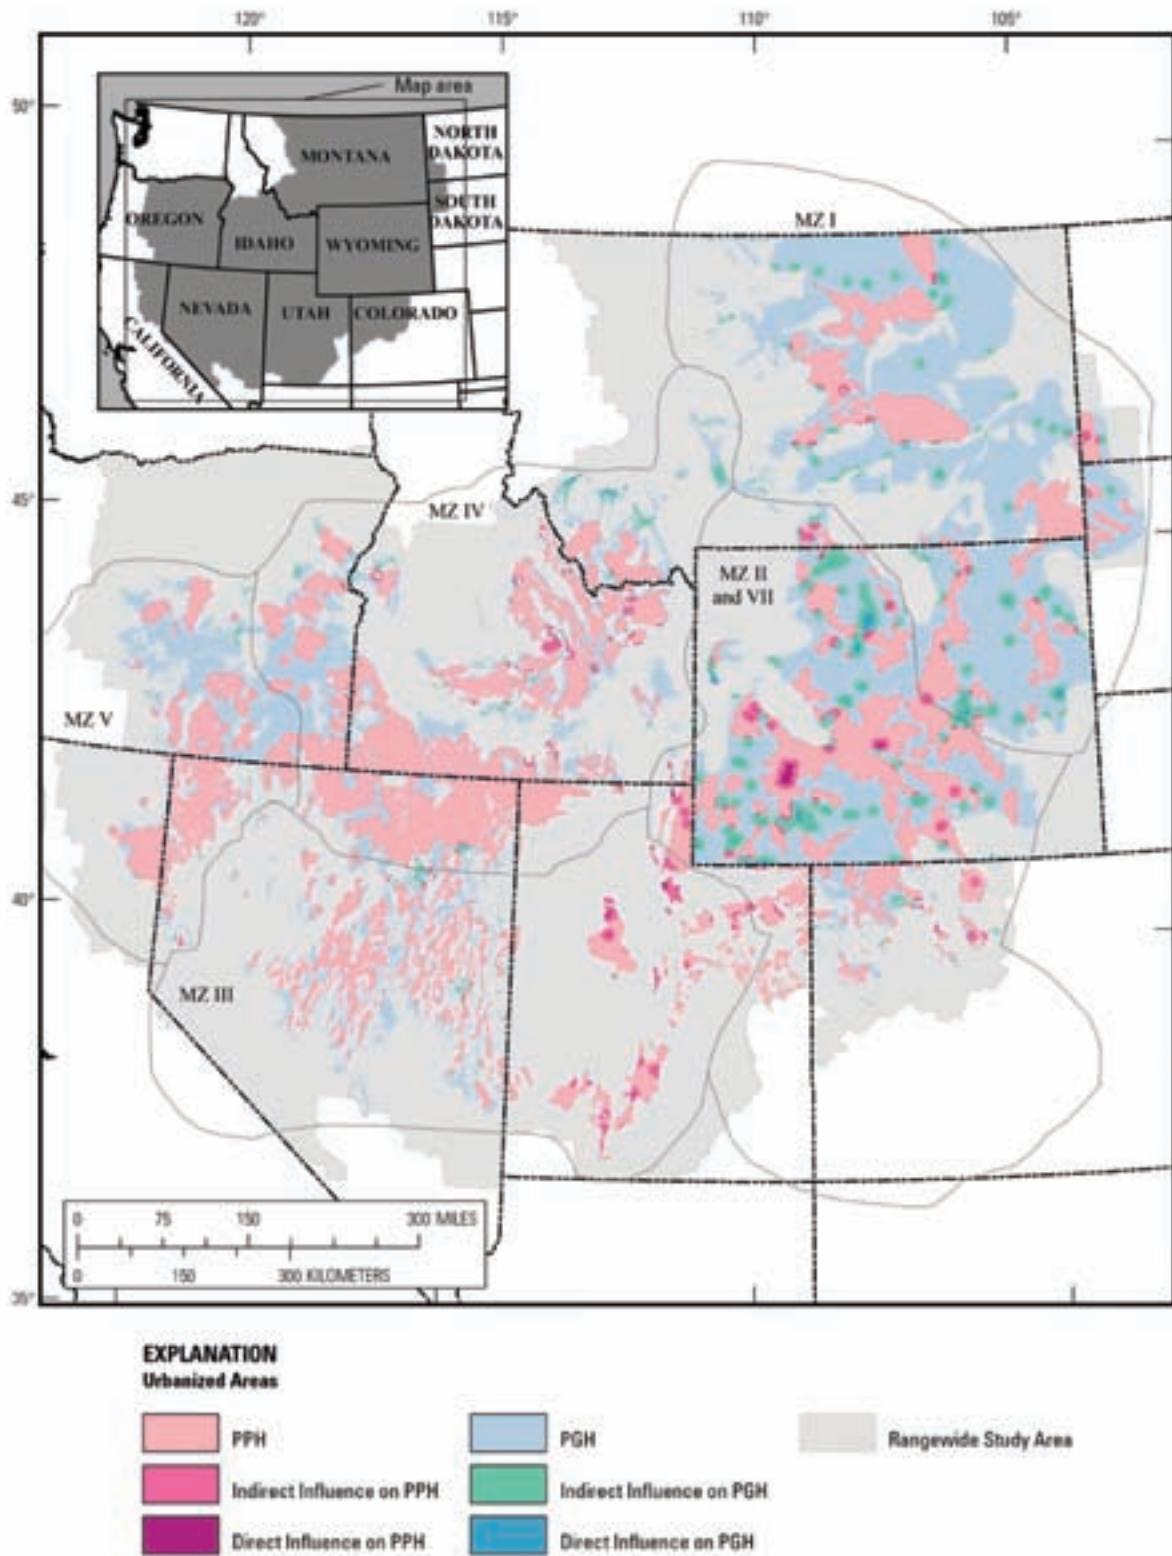 120° 115° 110° 105°
50°
45°
40°
35°
Map area
NORTH
DAKOTA
MONTANA
SOUTH
DAKOTA
OREGON
IDAHO
WYOMING
NEVADA
UTAH
COLORADO
CALIFORNIA
MZ I
MZ IV
MZ II
and VII
MZ V
MZ III
0 75 150 300 MILES
0 150 300 KILOMETERS
EXPLANATION
Urbanized Areas
PPH
PGH
Rangewide Study Area
Indirect Influence on PPH
Indirect Influence on PGH
Direct Influence on PPH
Direct Influence on PGH